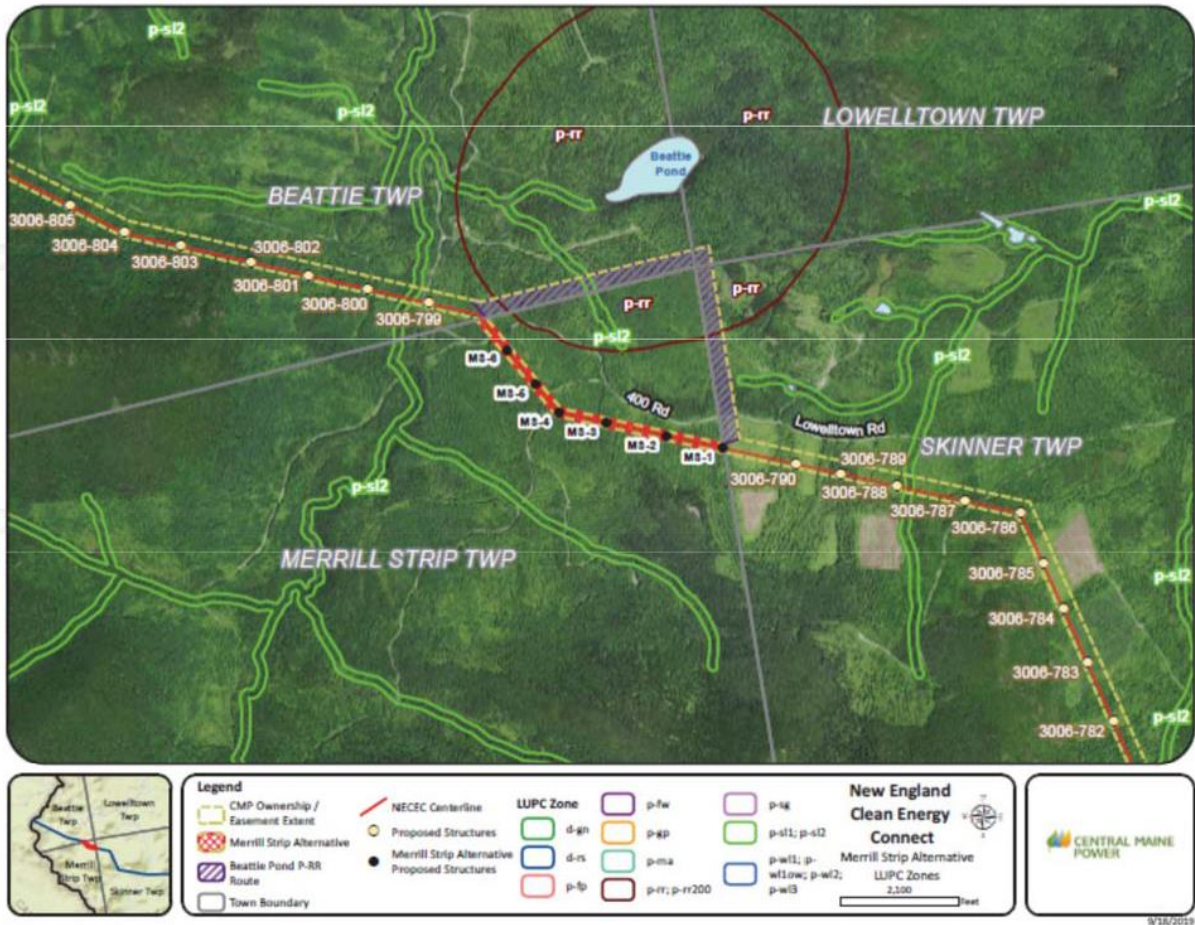 p-sl2
p-rr
LOWELLTOWN TWP
p-sl2
p-sl2
p-rr
Beattie
Pond
BEATTIE TWP
p-sl2
3006-805
3006-804
3006-803
3006-802
3006-801
3006-800
3006-799
p-rr
p-rr
p-sl2
p-sl2
MS-6
MS-5
MS-4
MS-3
MS-2
MS-1
400 Rd
Lowelltown Rd
SKINNER TWP
3006-790
3006-789
3006-788
3006-787
3006-786
p-sl2
MERRILL STRIP TWP
3006-785
p-sl2
3006-784
3006-783
3006-782
p-sl2
Beattie
Twp
Lowelltown
Twp
Merrill
Strip Twp
Skinner Twp
Legend
CMP Ownership /
Easement Extent
Merrill Strip Alternative
Beattie Pond P-RR
Route
Town Boundary
NECEC Centerline
Proposed Structures
Merrill Strip Alternative
Proposed Structures
LUPC Zone
d-gn
d-rs
p-fp
p-fw
p-gp
p-ma
p-rr; p-rr200
p-sg
p-sl1; p-sl2
p-wl1; p-
wl1ow; p-wl2;
p-wl3
New England
Clean Energy
Connect
Merrill Strip Alternative
LUPC Zones
2,100
Feet
CENTRAL MAINE
POWER
9/18/2019